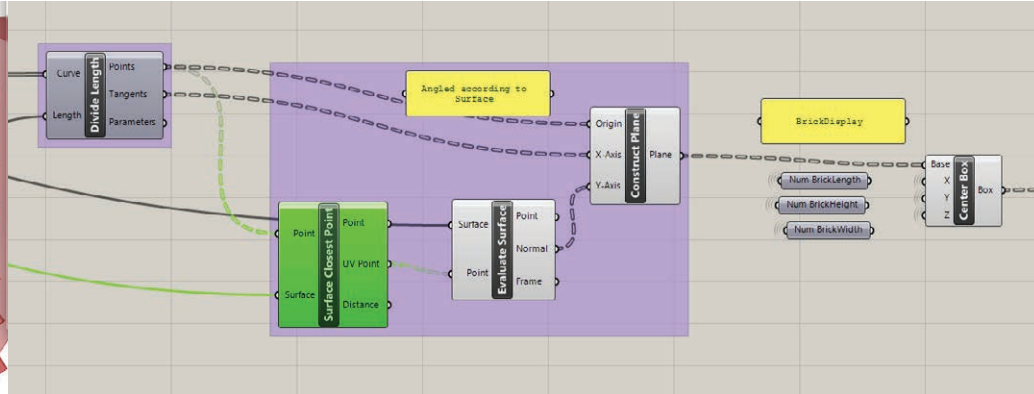 Curve
Length
Divide Length
Points
Tangents
Parameters
Angled according to
Surface
Point
Surface
Surface Closest Point
Point
UV Point
Distance
Surface
Point
Evaluate Surface
Point
Normal
Frame
Origin
X-Axis
Y-Axis
Construct Plane
Plane
BrickDisplay
Num BrickLength
Num BrickHeight
Num BrickWidth
Base
X
Y
Z
Center Box
Box